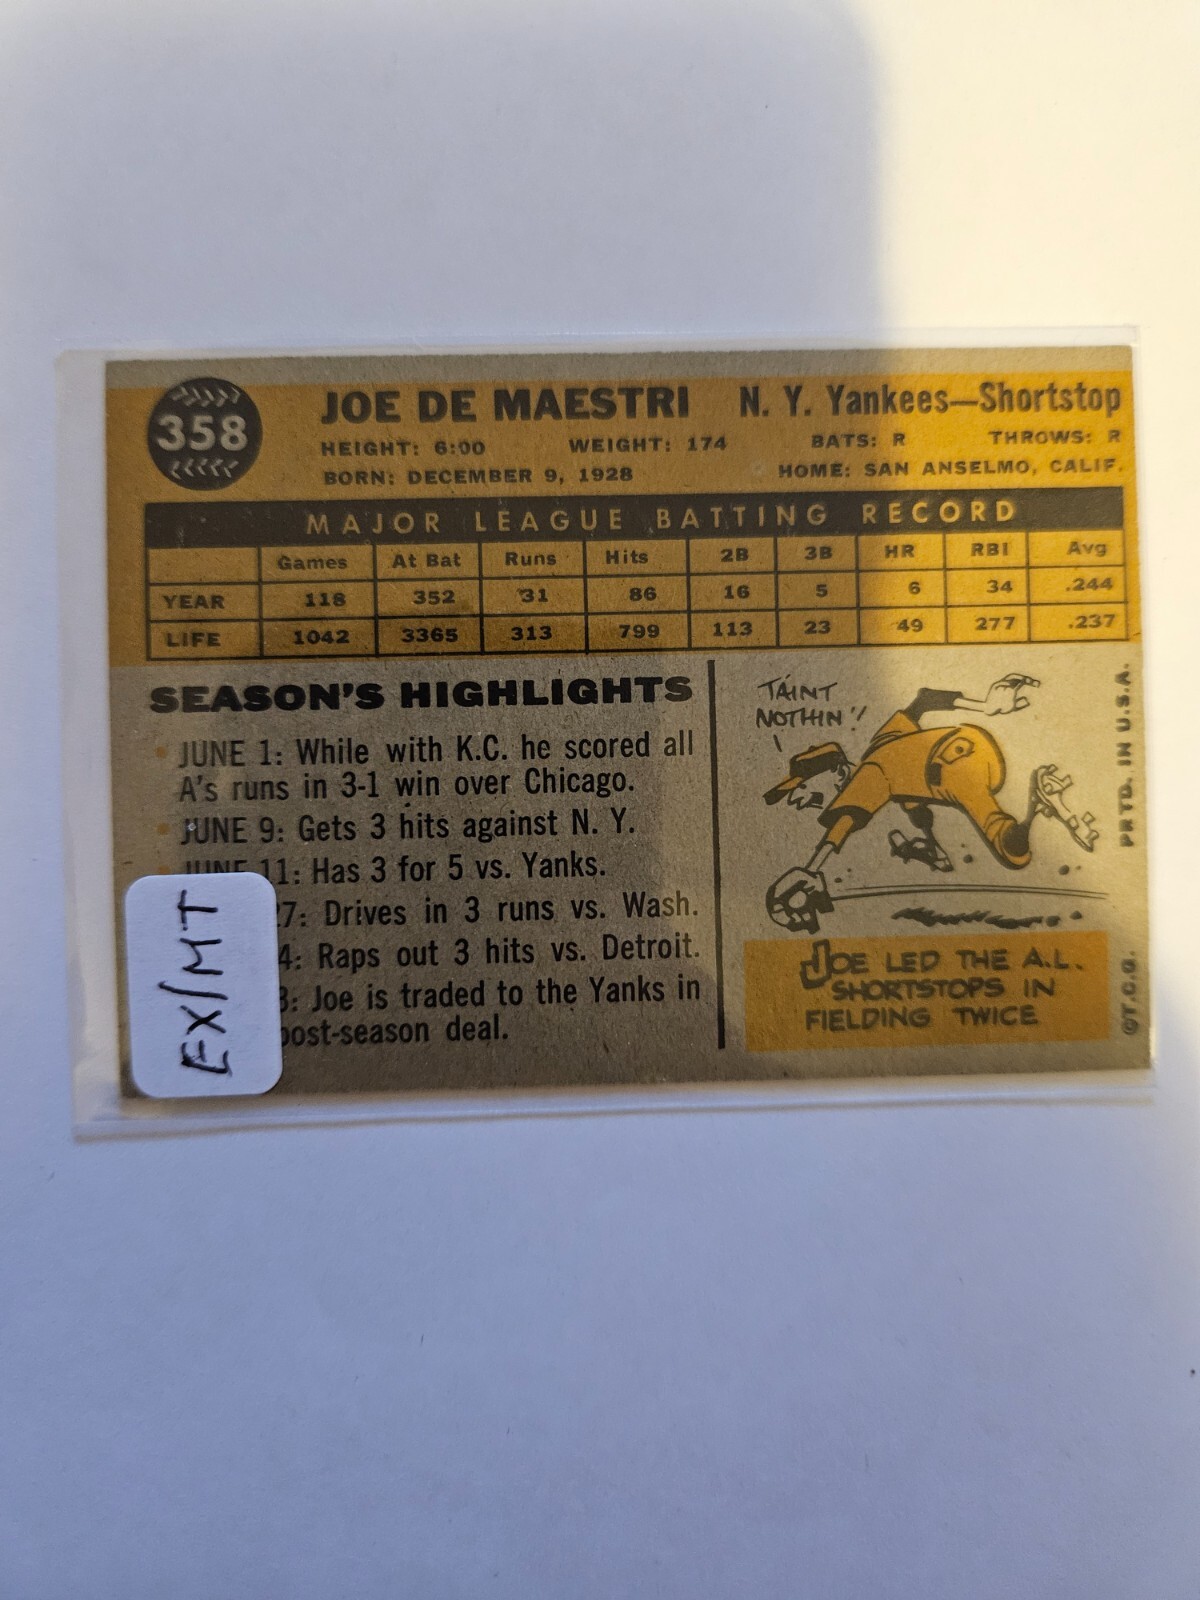 358
JOE DE MAESTRI N. Y. Yankees—Shortstop
HEIGHT: 6:00 WEIGHT: 174 BATS: R THROWS: R
BORN: DECEMBER 9, 1928 HOME: SAN ANSELMO, CALIF.
MAJOR LEAGUE BATTING RECORD
Games At Bat Runs Hits 2B 3B HR RBI Avg
YEAR 118 352 31 86 16 5 6 34 .244
LIFE 1042 3365 313 799 113 23 49 277 .237
SEASON'S HIGHLIGHTS
JUNE 1: While with K.C. he scored all
A's runs in 3-1 win over Chicago.
JUNE 9: Gets 3 hits against N. Y.
JUNE 11: Has 3 for 5 vs. Yanks.
7: Drives in 3 runs vs. Wash.
4: Raps out 3 hits vs. Detroit.
: Joe is traded to the Yanks in
post-season deal.
EX/MT
TAINT
NOTHIN'!
JOE LED THE A.L.
SHORTSTOPS IN
FIELDING TWICE
PRTD. IN U.S.A.
©T.C.G.